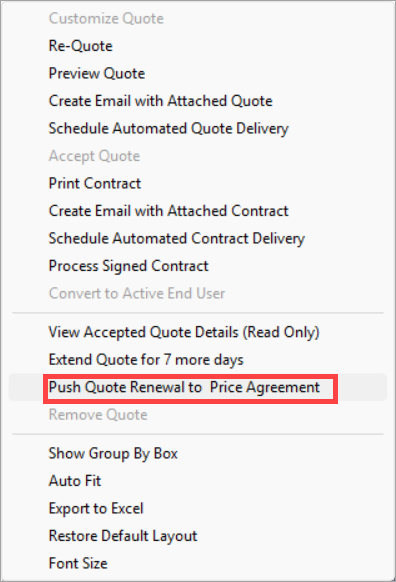 Customize Quote
Re-Quote
Preview Quote
Create Email with Attached Quote
Schedule Automated Quote Delivery
Accept Quote
Print Contract
Create Email with Attached Contract
Schedule Automated Contract Delivery
Process Signed Contract
Convert to Active End User
View Accepted Quote Details (Read Only)
Extend Quote for 7 more days
Push Quote Renewal to  Price Agreement
Remove Quote
Show Group By Box
Auto Fit
Export to Excel
Restore Default Layout
Font Size